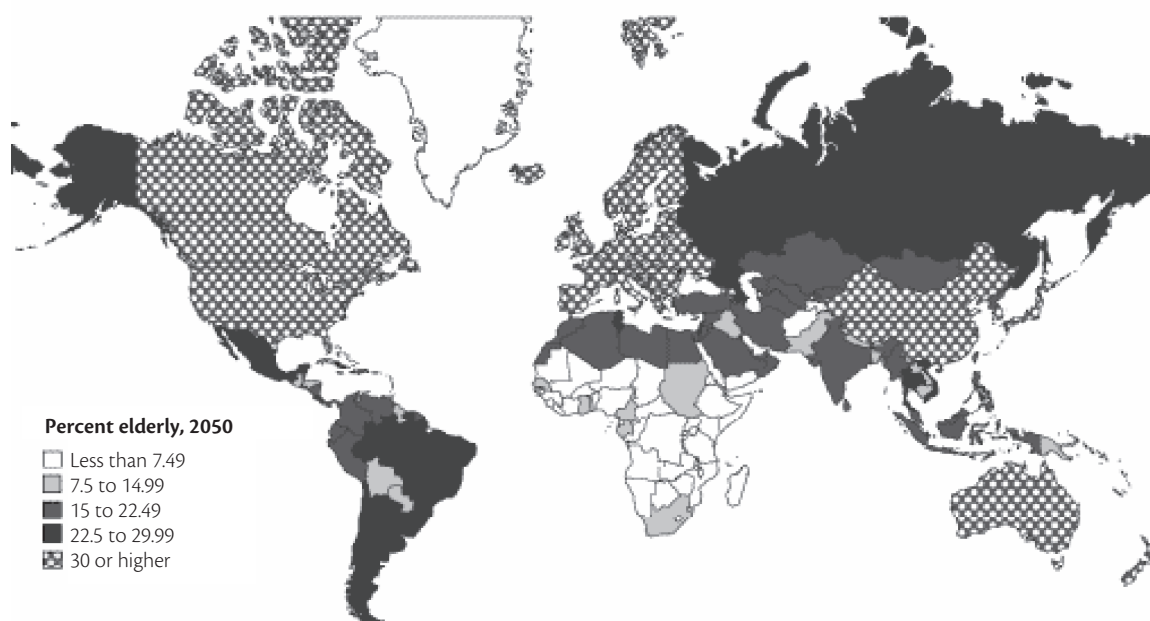 Percent elderly, 2050
Less than 7.49
7.5 to 14.99
15 to 22.49
22.5 to 29.99
30 or higher